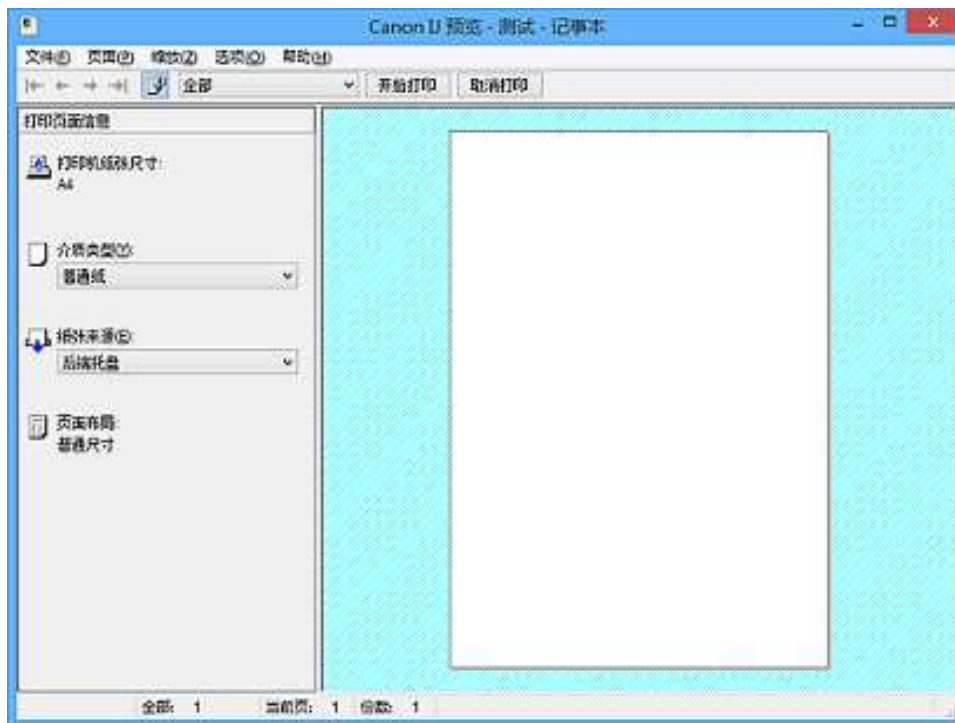 Canon IJ 预览 - 测试 - 记事本
文件(F) 页面(P) 缩放(Z) 选项(O) 帮助(H)
全部 开始打印 取消打印
打印页面信息
打印机纸张尺寸:
A4
介质类型(Y):
普通纸
纸张来源(E):
后端托盘
页面布局:
普通尺寸
全部: 1 当前页: 1 份数: 1